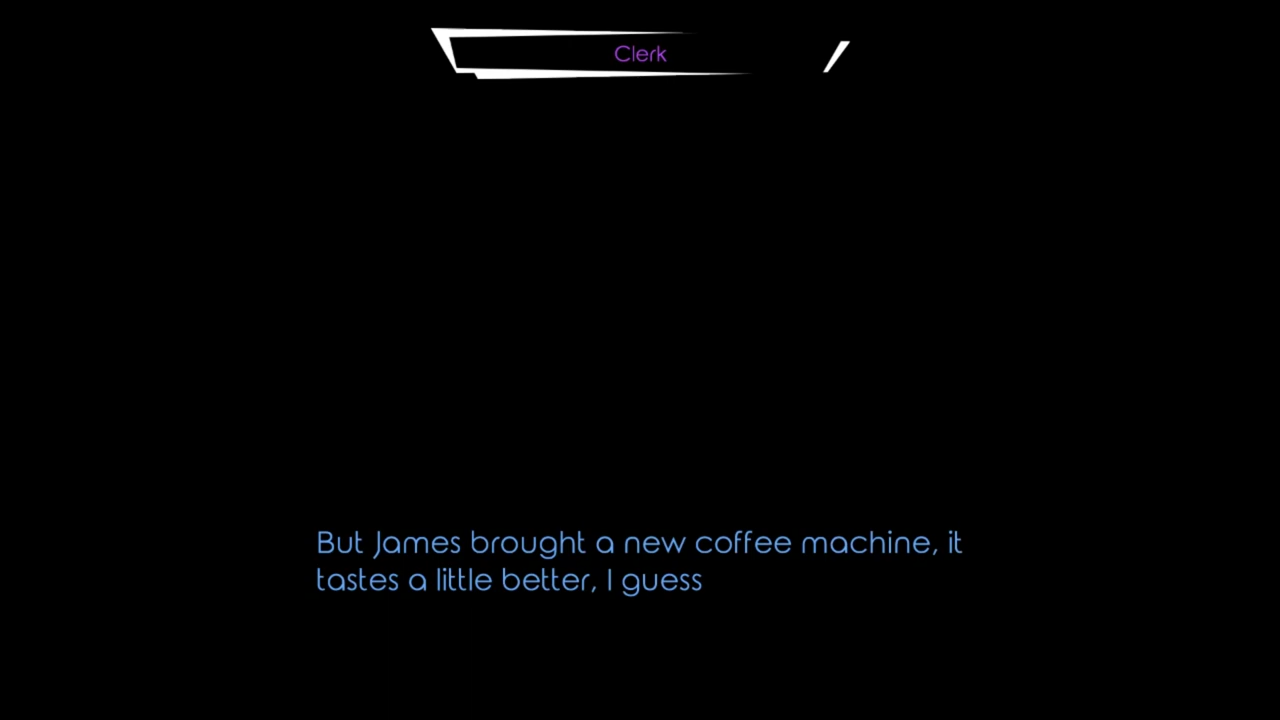 Clerk
But James brought a new coffee machine, it
tastes a little better, I guess